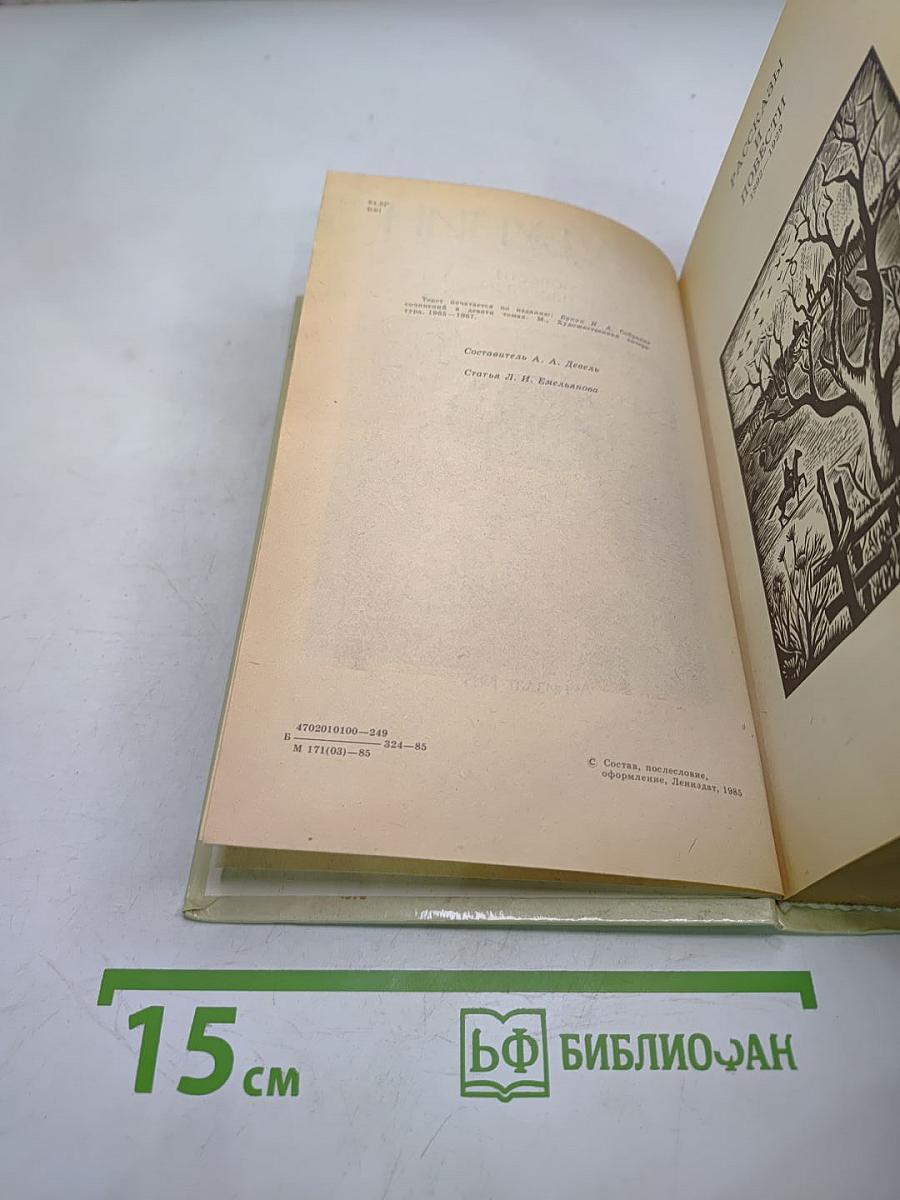 84.3Р
Б91
Текст печатается по изданию: Бунин И. А. Собрание
сочинений в девяти томах. М., Художественная литера-
тура, 1965—1967.
Составитель А. А. Девель
Статья Л. И. Емельянова
4702010100—249
Б 324—85
М 171(03)—85
С Состав, послесловие,
оформление, Лениздат, 1985
РАССКАЗЫ
И
ПОВЕСТИ
15 см
БФ БИБЛИОФАН